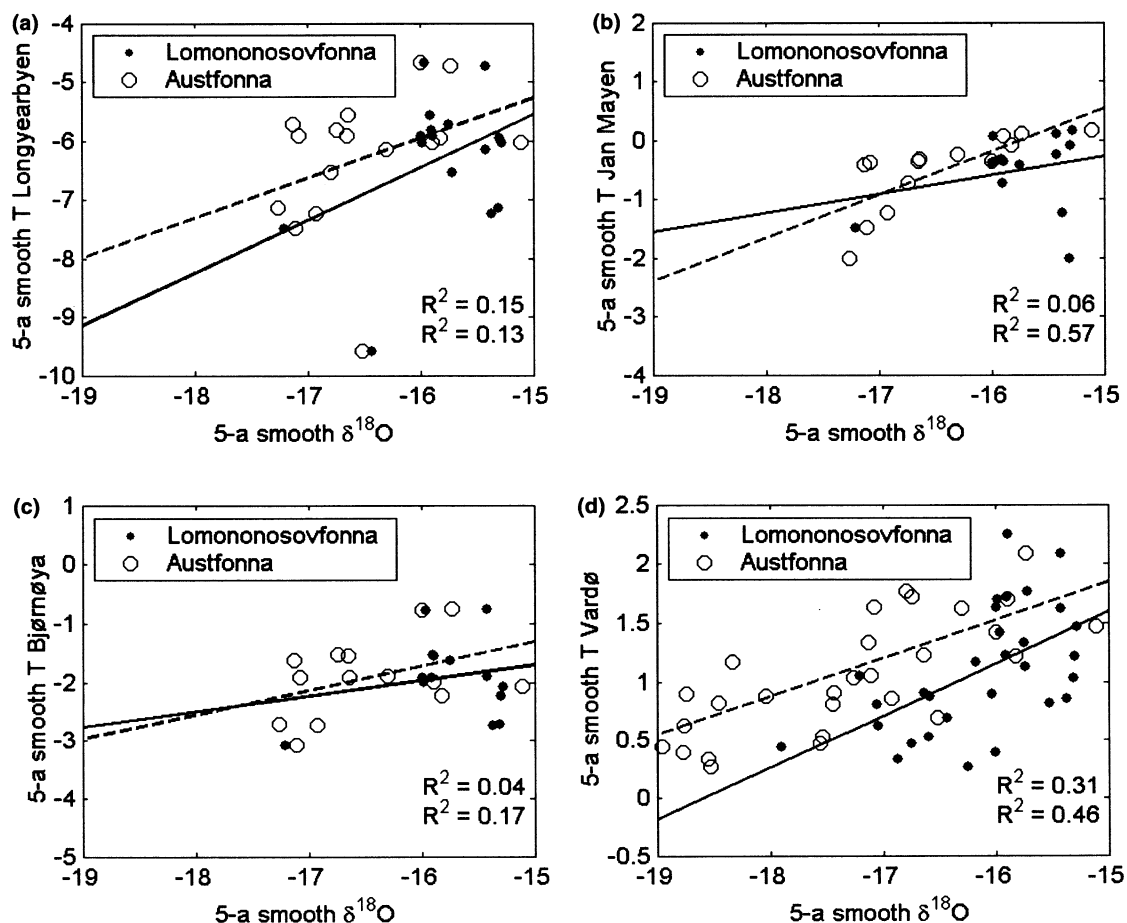 (a)
-4
-5
-6
-7
-8
-9
-10
5-a smooth T Longyearbyen
Lomononosovfonna
Austfonna
R² = 0.15
R² = 0.13
-19 -18 -17 -16 -15
5-a smooth δ¹⁸O
(b)
2
1
0
-1
-2
-3
-4
5-a smooth T Jan Mayen
Lomononosovfonna
Austfonna
R² = 0.06
R² = 0.57
-19 -18 -17 -16 -15
5-a smooth δ¹⁸O
(c)
1
0
-1
-2
-3
-4
-5
5-a smooth T Bjørnøya
Lomononosovfonna
Austfonna
R² = 0.04
R² = 0.17
-19 -18 -17 -16 -15
5-a smooth δ¹⁸O
(d)
2.5
2
1.5
1
0.5
0
-0.5
5-a smooth T Vardø
Lomononosovfonna
Austfonna
R² = 0.31
R² = 0.46
-19 -18 -17 -16 -15
5-a smooth δ¹⁸O